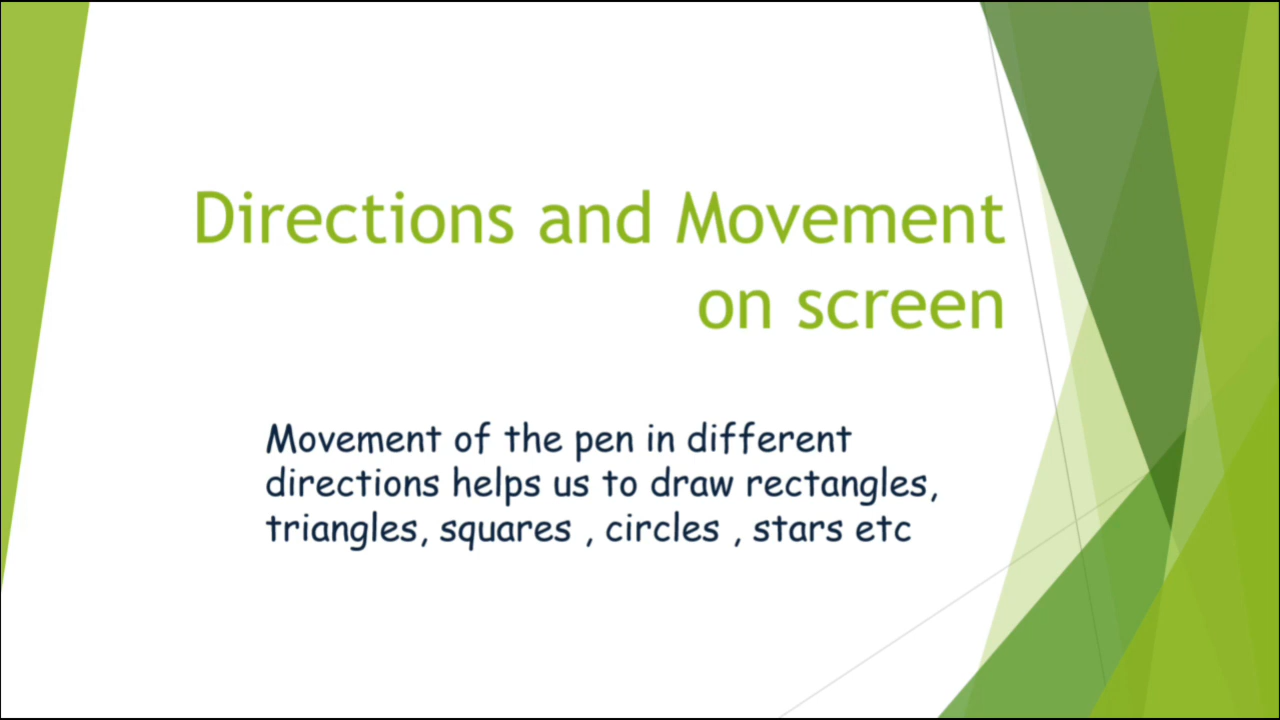 Directions and Movement
on screen
Movement of the pen in different
directions helps us to draw rectangles,
triangles, squares , circles , stars etc